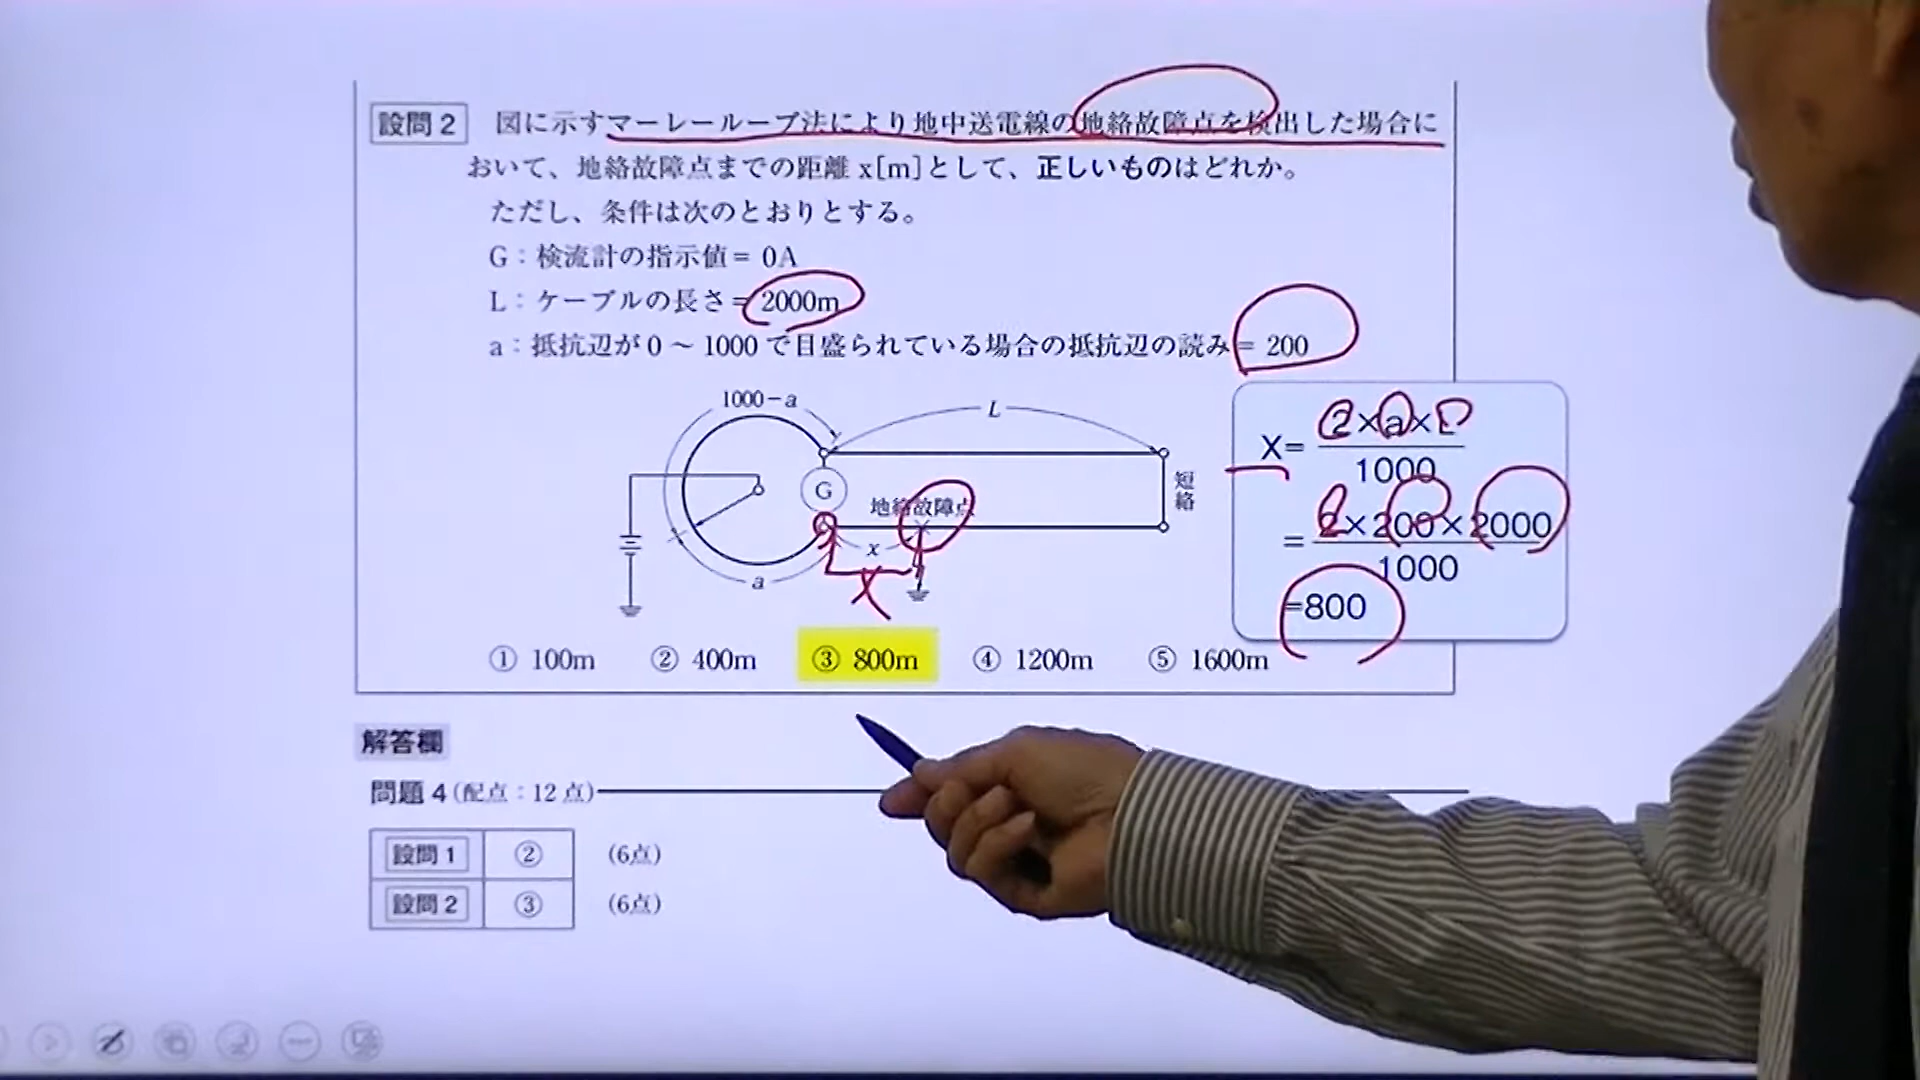 設問2 図に示すマーレーループ法により地中送電線の地絡故障点を検出した場合に
おいて、地絡故障点までの距離 x[m]として、正しいものはどれか。
ただし、条件は次のとおりとする。
G：検流計の指示値＝ 0A
L：ケーブルの長さ＝ 2000m
a：抵抗辺が0～1000で目盛られている場合の抵抗辺の読み＝ 200
1000－a
L
G
地絡故障点
短絡
x
a
X
X= 2×a×L
1000
= 2×200×2000
1000
=800
① 100m ② 400m ③ 800m ④ 1200m ⑤ 1600m
解答欄
問題4(配点：12点)
設問1 ② (6点)
設問2 ③ (6点)